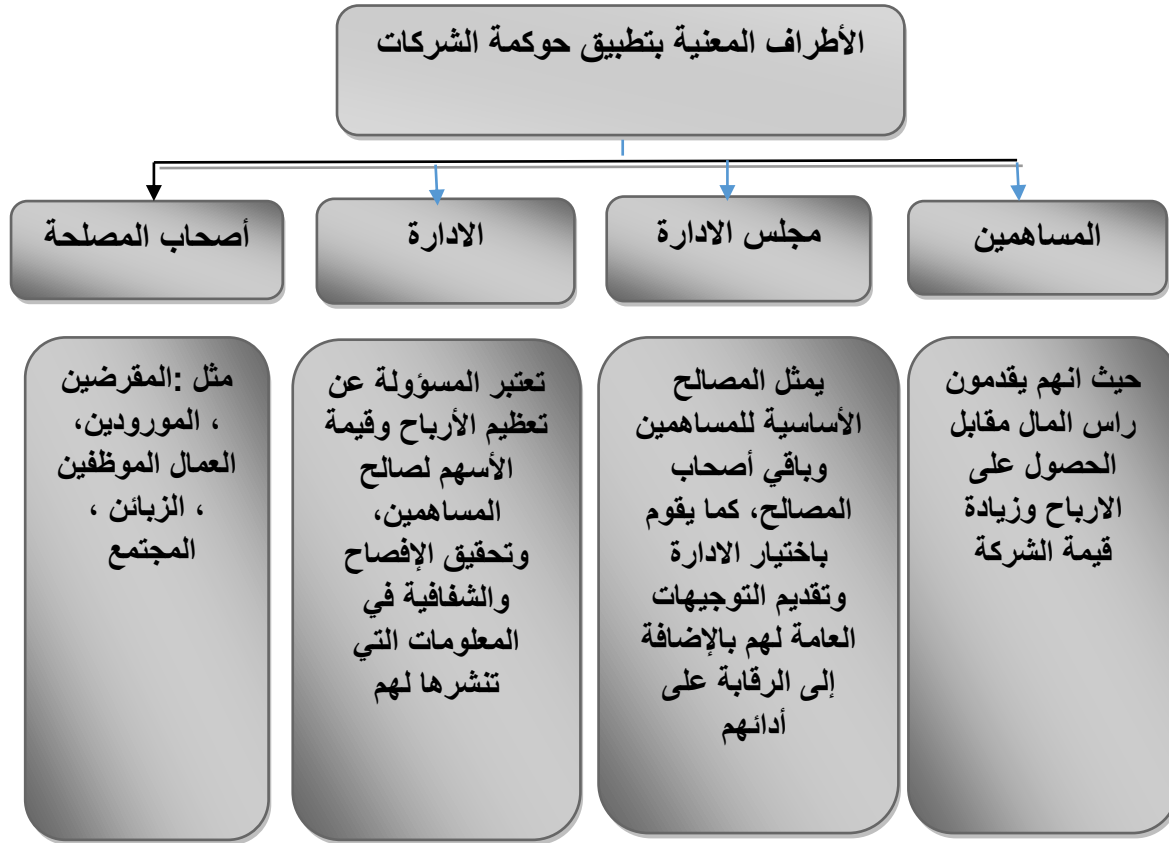 الأطراف المعنية بتطبيق حوكمة الشركات
المساهمين
مجلس الادارة
الادارة
أصحاب المصلحة
حيث انهم يقدمون
راس المال مقابل
الحصول على
الارباح وزيادة
قيمة الشركة
يمثل المصالح
الأساسية للمساهمين
وباقي أصحاب
المصالح، كما يقوم
باختيار الادارة
وتقديم التوجيهات
العامة لهم بالإضافة
إلى الرقابة على
أدائهم
تعتبر المسؤولة عن
تعظيم الأرباح وقيمة
الأسهم لصالح
المساهمين،
وتحقيق الإفصاح
والشفافية في
المعلومات التي
تنشرها لهم
مثل :المقرضين
، المورودين،
العمال الموظفين
، الزبائن ،
المجتمع